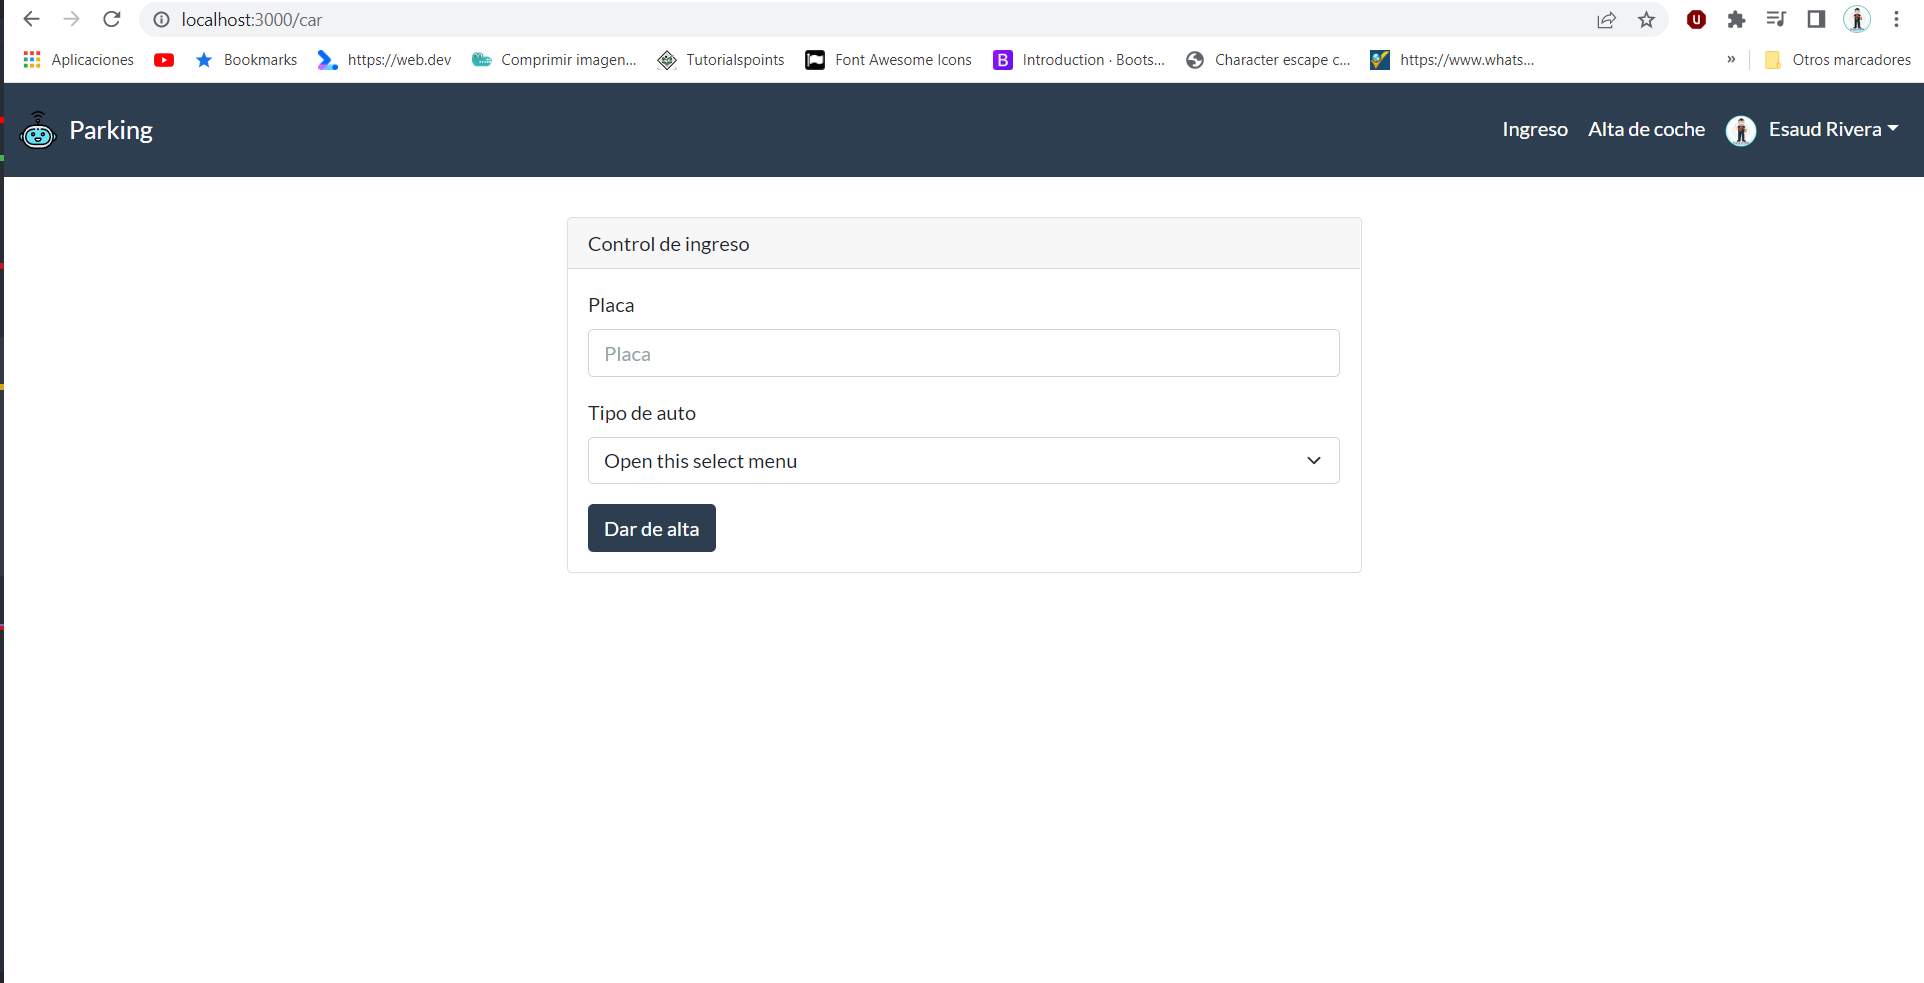 localhost:3000/car
Aplicaciones Bookmarks https://web.dev Comprimir imagen... Tutorialspoints Font Awesome Icons B Introduction · Boots... Character escape c... https://www.whats... » Otros marcadores
Parking Ingreso Alta de coche Esaud Rivera
Control de ingreso
Placa
Placa
Tipo de auto
Open this select menu
Dar de alta